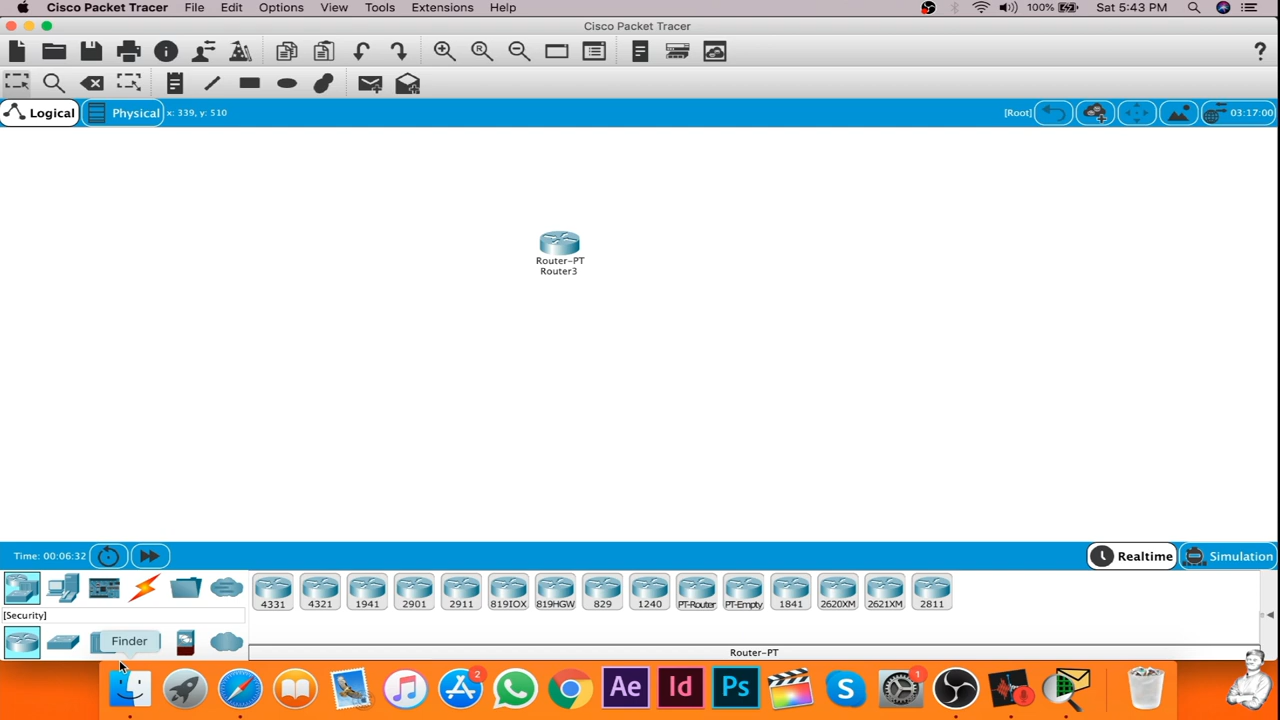 Cisco Packet Tracer File Edit Options View Tools Extensions Window Help 100% Sat 5:43 PM
Cisco Packet Tracer
R
?
Logical Physical x: 339, y: 510 [Root] 03:17:00
Router-PT
Router3
Time: 00:06:32 Realtime Simulation
4331 4321 1941 2901 2911 819IOX 819HGW 829 1240 PT-Router PT-Empty 1841 2620XM 2621XM 2811
[Security]
Finder
Router-PT
2 Ae Id Ps S 1